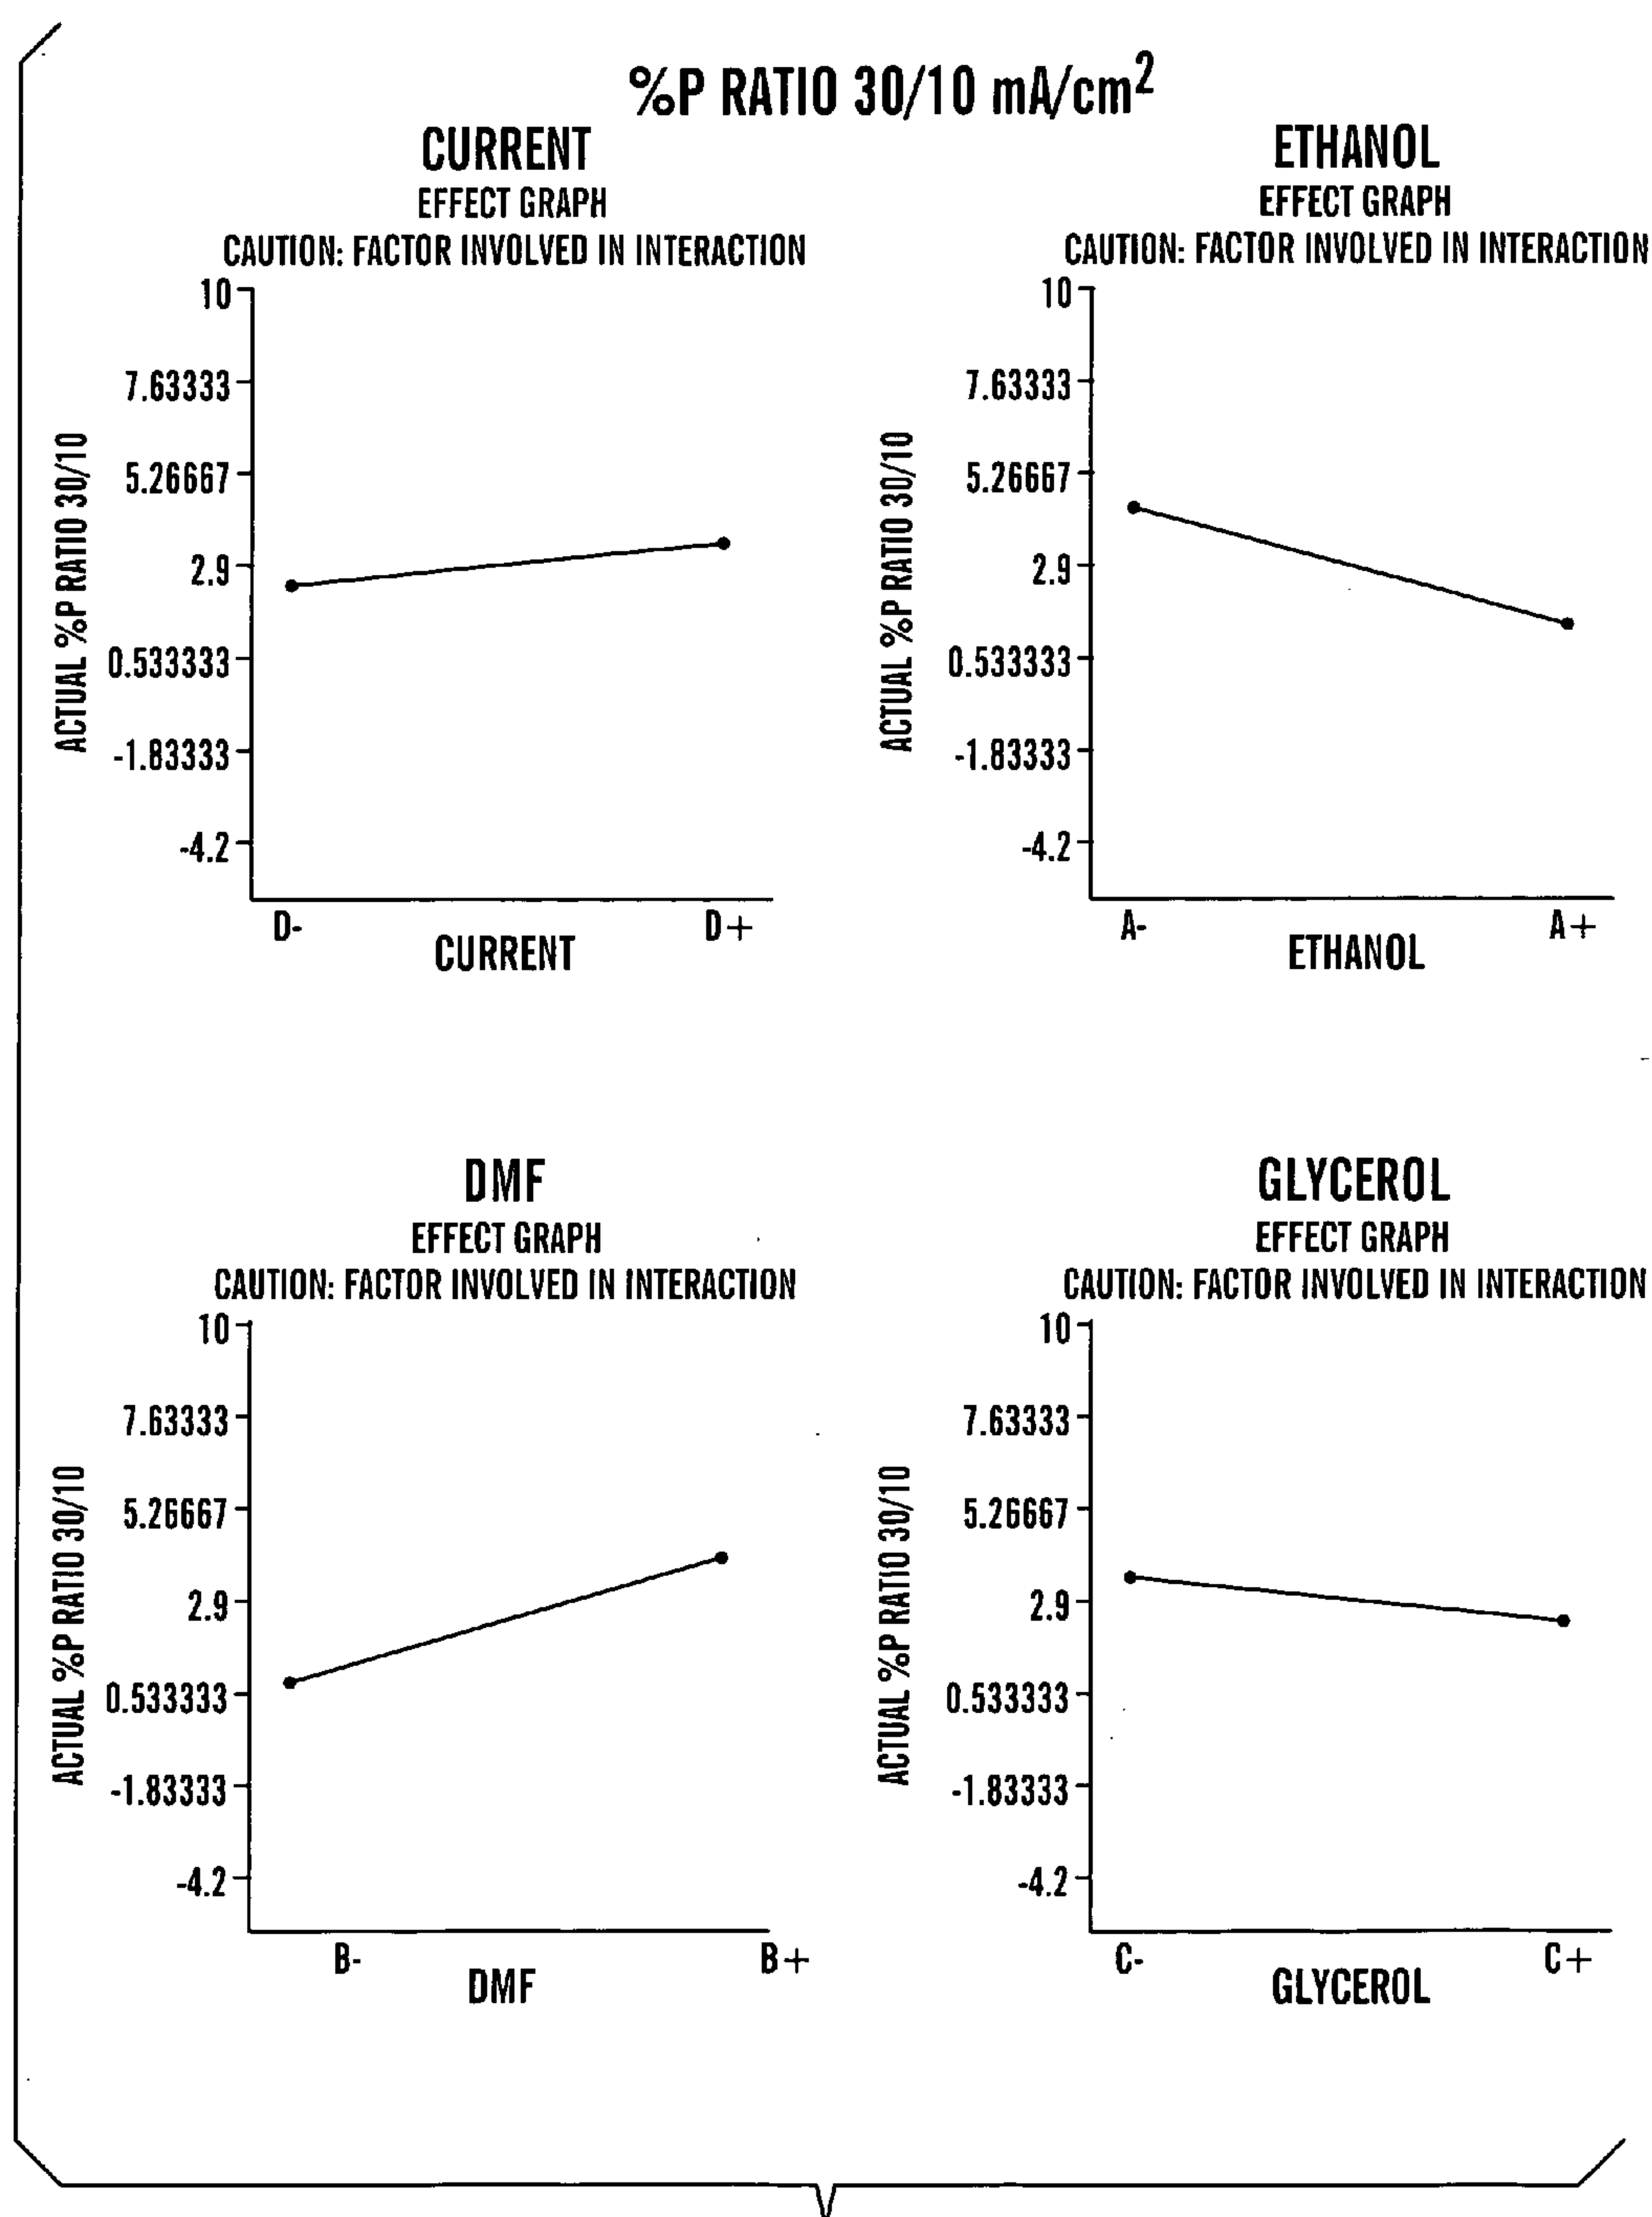 %P RATIO 30/10 mA/cm²
CURRENT
EFFECT GRAPH
CAUTION: FACTOR INVOLVED IN INTERACTION
10
7.63333
5.26667
2.9
0.533333
-1.83333
-4.2
ACTUAL %P RATIO 30/10
D-
D+
CURRENT
ETHANOL
EFFECT GRAPH
CAUTION: FACTOR INVOLVED IN INTERACTION
10
7.63333
5.26667
2.9
0.533333
-1.83333
-4.2
ACTUAL %P RATIO 30/10
A-
A+
ETHANOL
DMF
EFFECT GRAPH
CAUTION: FACTOR INVOLVED IN INTERACTION
10
7.63333
5.26667
2.9
0.533333
-1.83333
-4.2
ACTUAL %P RATIO 30/10
B-
B+
DMF
GLYCEROL
EFFECT GRAPH
CAUTION: FACTOR INVOLVED IN INTERACTION
10
7.63333
5.26667
2.9
0.533333
-1.83333
-4.2
ACTUAL %P RATIO 30/10
C-
C+
GLYCEROL